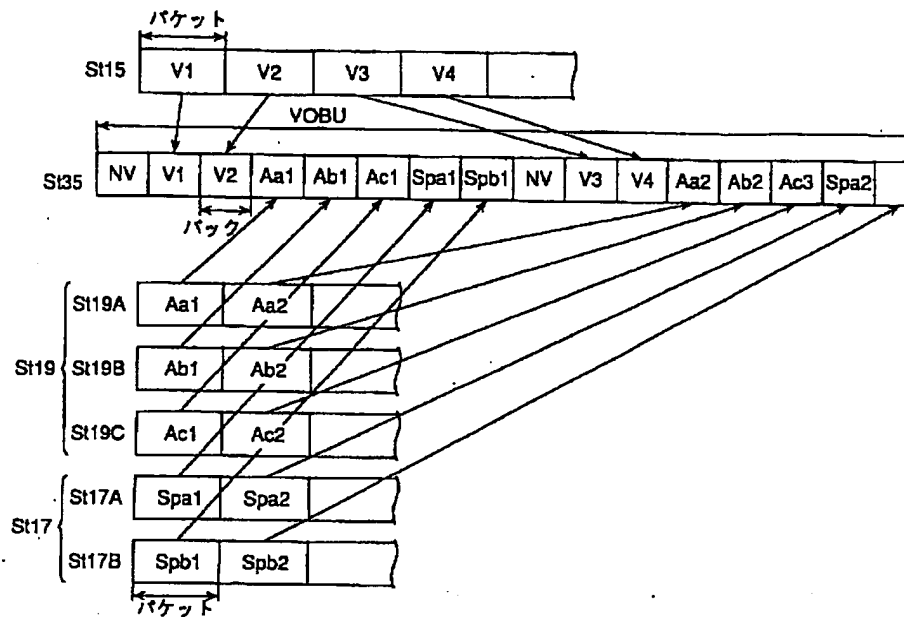 パケット
St15 V1 V2 V3 V4
VOBU
St35 NV V1 V2 Aa1 Ab1 Ac1 Spa1 Spb1 NV V3 V4 Aa2 Ab2 Ac3 Spa2
パック
St19A Aa1 Aa2
St19 St19B Ab1 Ab2
St19C Ac1 Ac2
St17A Spa1 Spa2
St17
St17B Spb1 Spb2
パケット